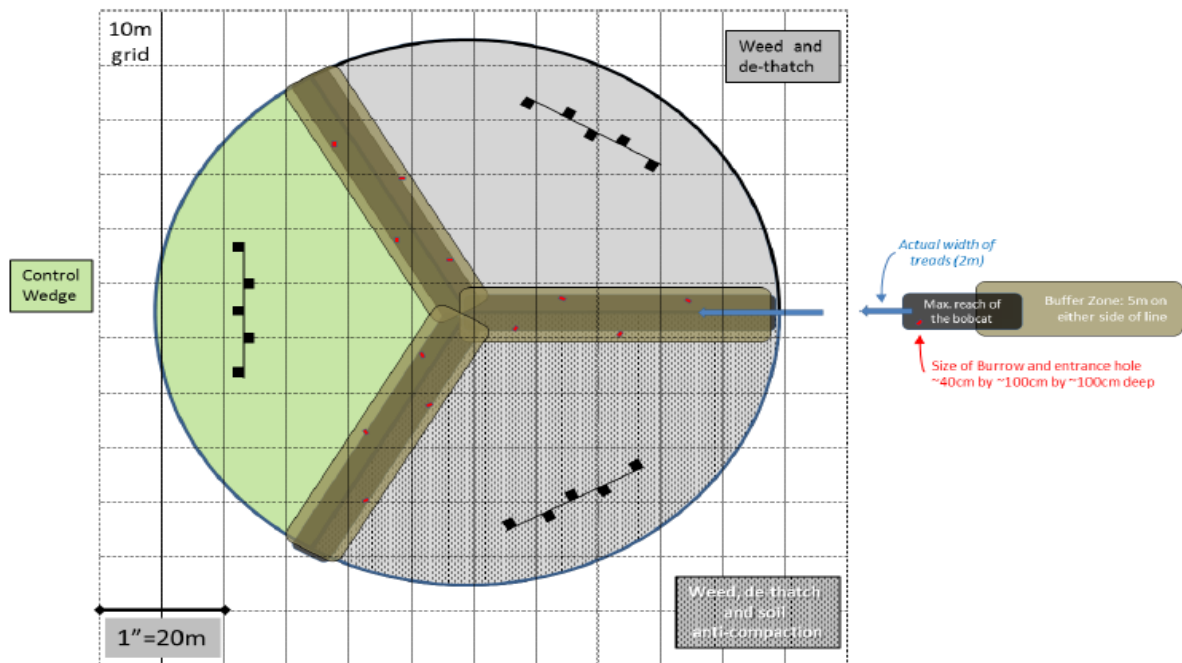 10m
grid
Weed and
de-thatch
Control
Wedge
Actual width of
treads (2m)
Max. reach of
the bobcat
Buffer Zone: 5m on
either side of line
Size of Burrow and entrance hole
~40cm by ~100cm by ~100cm deep
Weed, de-thatch
and soil
anti-compaction
1″=20m